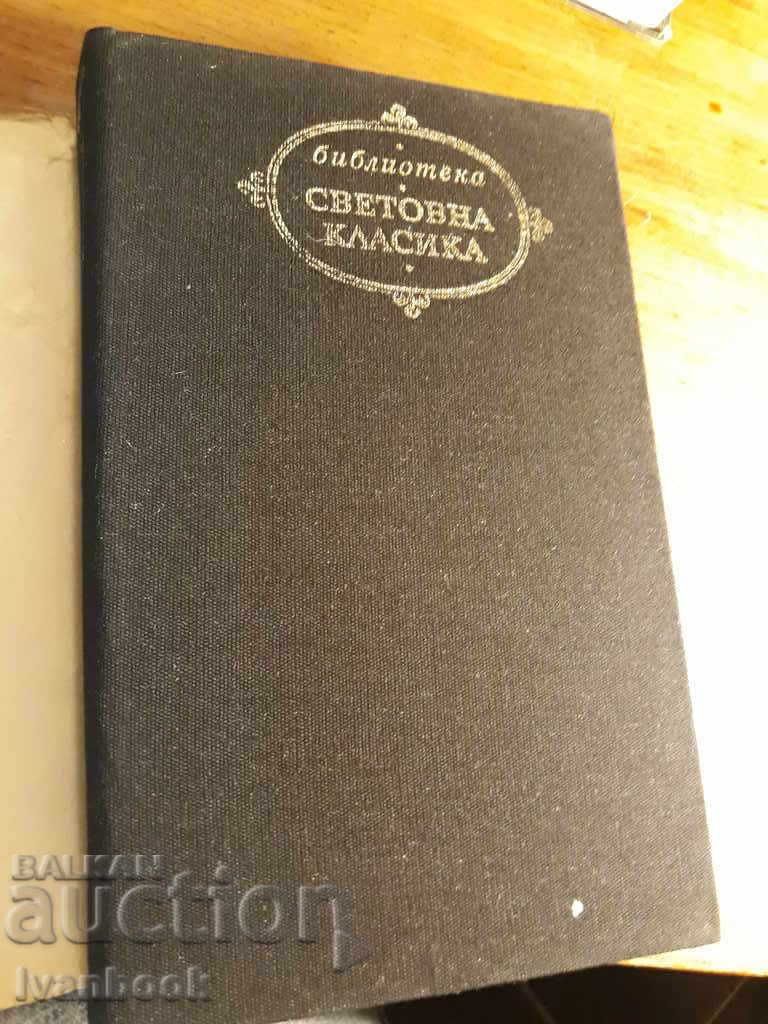 библиотека
СВЕТОВНА
КЛАСИКА
BALKAN
auction
Ivanbook